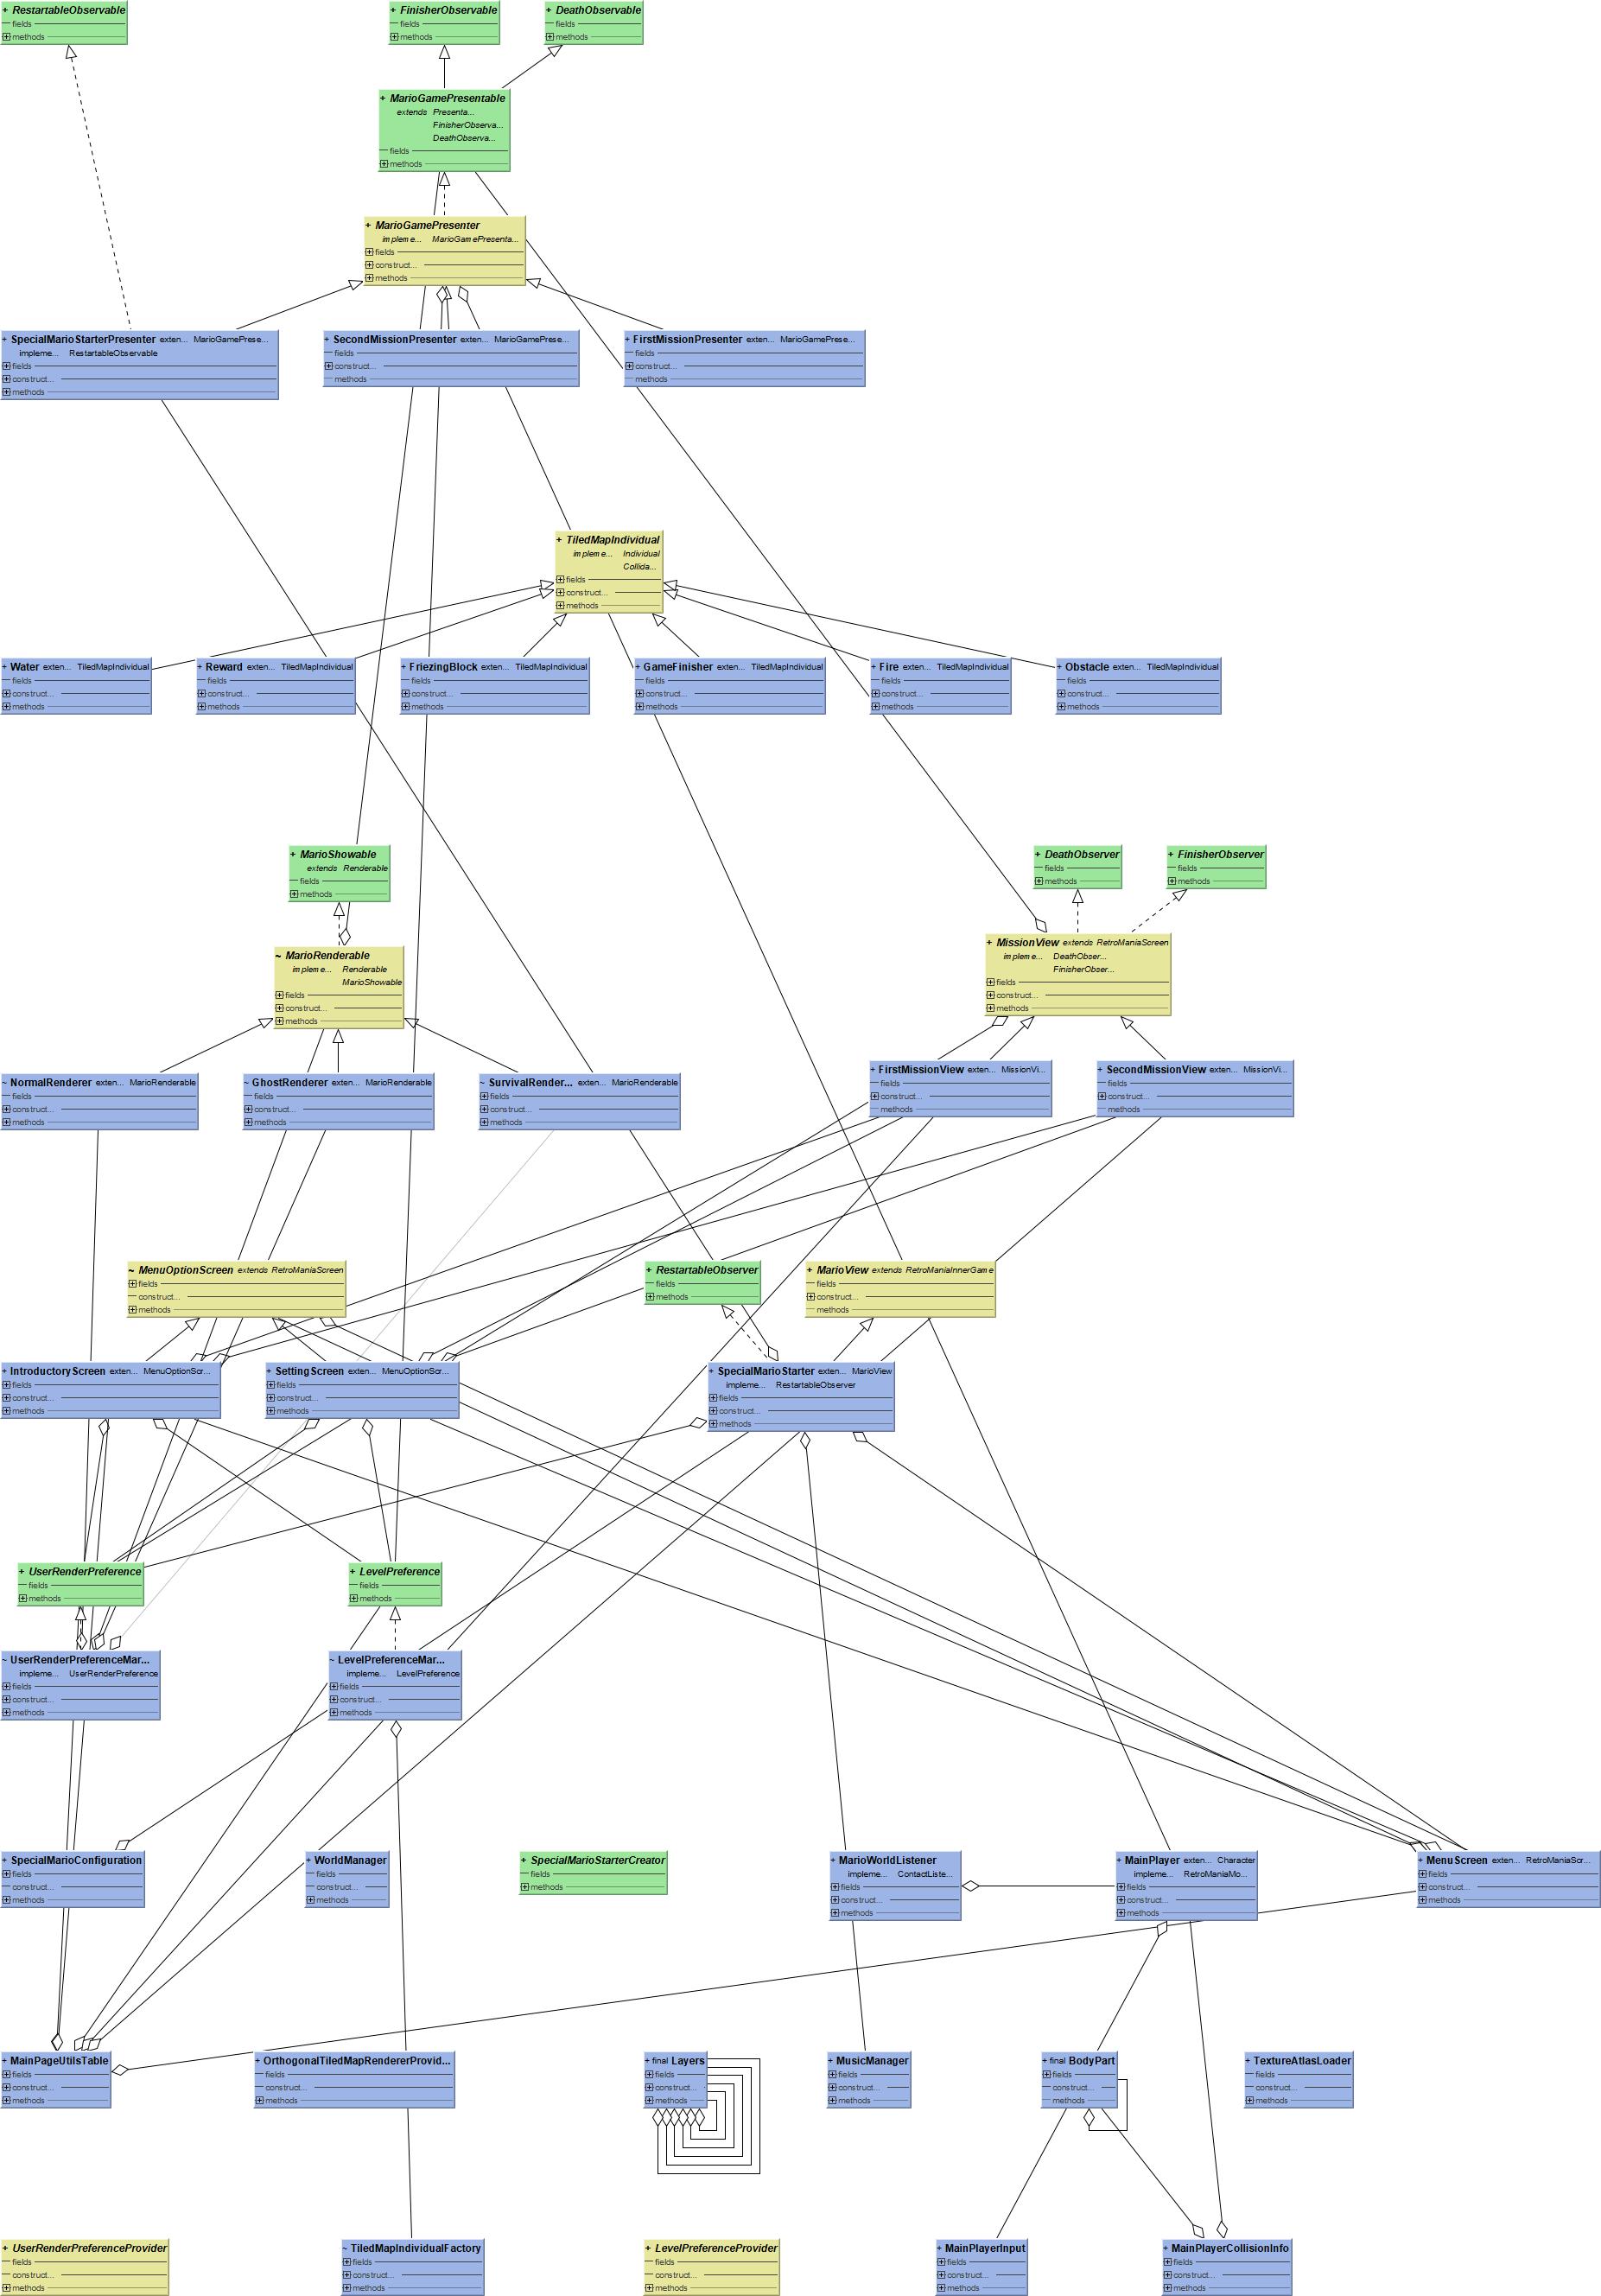 + RestartableObservable
fields
methods
+ FinisherObservable
fields
methods
+ DeathObservable
fields
methods
+ MarioGamePresentable
extends Presenta...
FinisherObserva...
DeathObserva...
fields
methods
+ MarioGamePresenter
impleme... MarioGamePresenta...
fields
construct...
methods
+ SpecialMarioStarterPresenter exten... MarioGamePrese...
impleme... RestartableObservable
fields
construct...
methods
+ SecondMissionPresenter exten... MarioGamePrese...
fields
construct...
methods
+ FirstMissionPresenter exten... MarioGamePrese...
fields
construct...
methods
+ TiledMapIndividual
impleme... Individual
Collida...
fields
construct...
methods
+ Water exten... TiledMapIndividual
fields
construct...
methods
+ Reward exten... TiledMapIndividual
fields
construct...
methods
+ FriezingBlock exten... TiledMapIndividual
fields
construct...
methods
+ GameFinisher exten... TiledMapIndividual
fields
construct...
methods
+ Fire exten... TiledMapIndividual
fields
construct...
methods
+ Obstacle exten... TiledMapIndividual
fields
construct...
methods
+ MarioShowable
extends Renderable
fields
methods
+ DeathObserver
fields
methods
+ FinisherObserver
fields
methods
~ MarioRenderable
impleme... Renderable
MarioShowable
fields
construct...
methods
+ MissionView extends RetroManiaScreen
impleme... DeathObser...
FinisherObser...
fields
construct...
methods
~ NormalRenderer exten... MarioRenderable
fields
construct...
methods
~ GhostRenderer exten... MarioRenderable
fields
construct...
methods
~ SurvivalRender... exten... MarioRenderable
fields
construct...
methods
+ FirstMissionView exten... MissionVi...
fields
construct...
methods
+ SecondMissionView exten... MissionVi...
fields
construct...
methods
~ MenuOptionScreen extends RetroManiaScreen
fields
construct...
methods
+ RestartableObserver
fields
methods
+ MarioView extends RetroManiaInnerGame
fields
construct...
methods
+ IntroductoryScreen exten... MenuOptionScr...
fields
construct...
methods
+ SettingScreen exten... MenuOptionScr...
fields
construct...
methods
+ SpecialMarioStarter exten... MarioView
impleme... RestartableObserver
fields
construct...
methods
+ UserRenderPreference
fields
methods
+ LevelPreference
fields
methods
~ UserRenderPreferenceMar...
impleme... UserRenderPreference
fields
construct...
methods
~ LevelPreferenceMar...
impleme... LevelPreference
fields
construct...
methods
+ SpecialMarioConfiguration
fields
construct...
methods
+ WorldManager
fields
construct...
methods
+ SpecialMarioStarterCreator
fields
methods
+ MarioWorldListener
impleme... ContactListe...
fields
construct...
methods
+ MainPlayer exten... Character
impleme... RetroManiaMo...
fields
construct...
methods
+ MenuScreen exten... RetroManiaScr...
fields
construct...
methods
+ MainPageUtilsTable
fields
construct...
methods
+ OrthogonalTiledMapRendererProvid...
fields
construct...
methods
+ final Layers
fields
construct...
methods
+ MusicManager
fields
construct...
methods
+ final BodyPart
fields
construct...
methods
+ TextureAtlasLoader
fields
construct...
methods
+ UserRenderPreferenceProvider
fields
construct...
methods
~ TiledMapIndividualFactory
fields
construct...
methods
+ LevelPreferenceProvider
fields
construct...
methods
+ MainPlayerInput
fields
construct...
methods
+ MainPlayerCollisionInfo
fields
construct...
methods